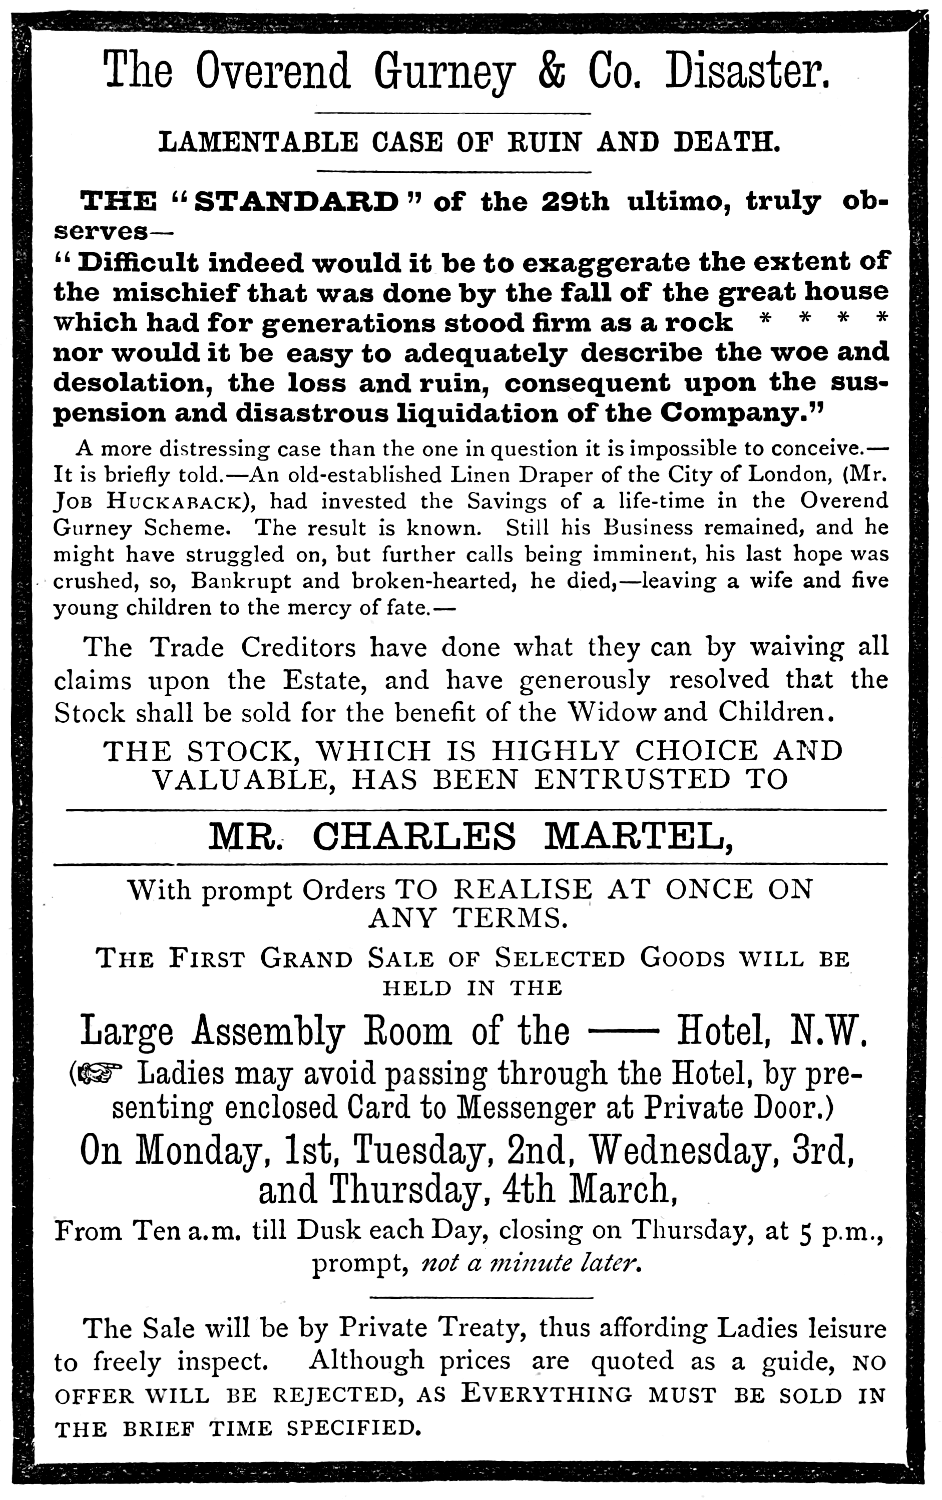 The Overend Gurney & Co. Disaster.
LAMENTABLE CASE OF RUIN AND DEATH.
THE “STANDARD” of the 29th ultimo, truly ob-
serves—
“Difficult indeed would it be to exaggerate the extent of
the mischief that was done by the fall of the great house
which had for generations stood firm as a rock * * * *
nor would it be easy to adequately describe the woe and
desolation, the loss and ruin, consequent upon the sus-
pension and disastrous liquidation of the Company.”
A more distressing case than the one in question it is impossible to conceive.—
It is briefly told.—An old-established Linen Draper of the City of London, (Mr.
JOB HUCKABACK), had invested the Savings of a life-time in the Overend
Gurney Scheme. The result is known. Still his Business remained, and he
might have struggled on, but further calls being imminent, his last hope was
crushed, so, Bankrupt and broken-hearted, he died,—leaving a wife and five
young children to the mercy of fate.—
The Trade Creditors have done what they can by waiving all
claims upon the Estate, and have generously resolved that the
Stock shall be sold for the benefit of the Widow and Children.
THE STOCK, WHICH IS HIGHLY CHOICE AND
VALUABLE, HAS BEEN ENTRUSTED TO
MR. CHARLES MARTEL,
With prompt Orders TO REALISE AT ONCE ON
ANY TERMS.
THE FIRST GRAND SALE OF SELECTED GOODS WILL BE
HELD IN THE
Large Assembly Room of the —— Hotel, N.W.
(☞ Ladies may avoid passing through the Hotel, by pre-
senting enclosed Card to Messenger at Private Door.)
On Monday, 1st, Tuesday, 2nd, Wednesday, 3rd,
and Thursday, 4th March,
From Ten a.m. till Dusk each Day, closing on Thursday, at 5 p.m.,
prompt, not a minute later.
The Sale will be by Private Treaty, thus affording Ladies leisure
to freely inspect. Although prices are quoted as a guide, NO
OFFER WILL BE REJECTED, AS EVERYTHING MUST BE SOLD IN
THE BRIEF TIME SPECIFIED.